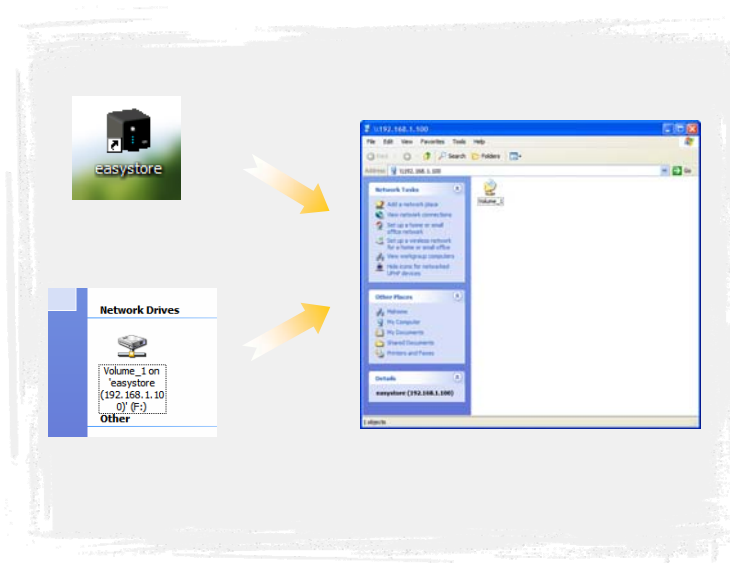 easystore
Network Drives
Volume_1 on
'easystore
(192.168.1.10
0)' (F:)
Other
\\192.168.1.100
File Edit View Favorites Tools Help
Back Search Folders
Address \\192.168.1.100 Go
Network Tasks
Add a network place
View network connections
Set up a home or small
office network
Set up a wireless network
for a home or small office
View workgroup computers
Hide icons for networked
UPnP devices
Other Places
My Computer
My Documents
Shared Documents
Printers and Faxes
Details
easystore (192.168.1.100)
Volume_1
1 objects